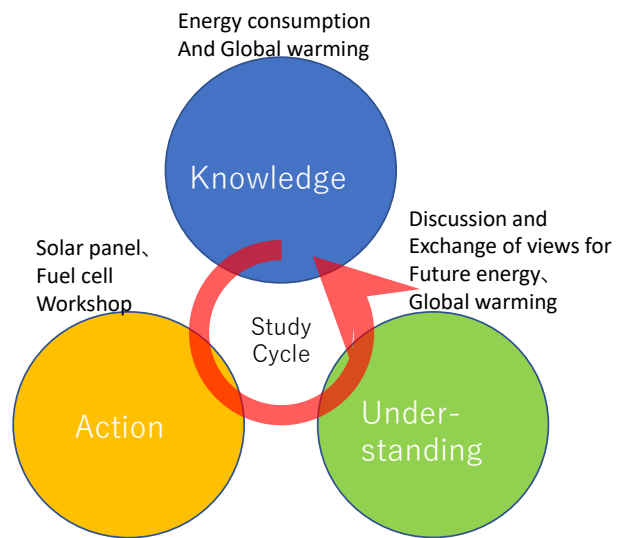 Energy consumption
And Global warming
Knowledge
Solar panel、
Fuel cell
Workshop
Discussion and
Exchange of views for
Future energy、
Global warming
Study
Cycle
Action
Under-
standing